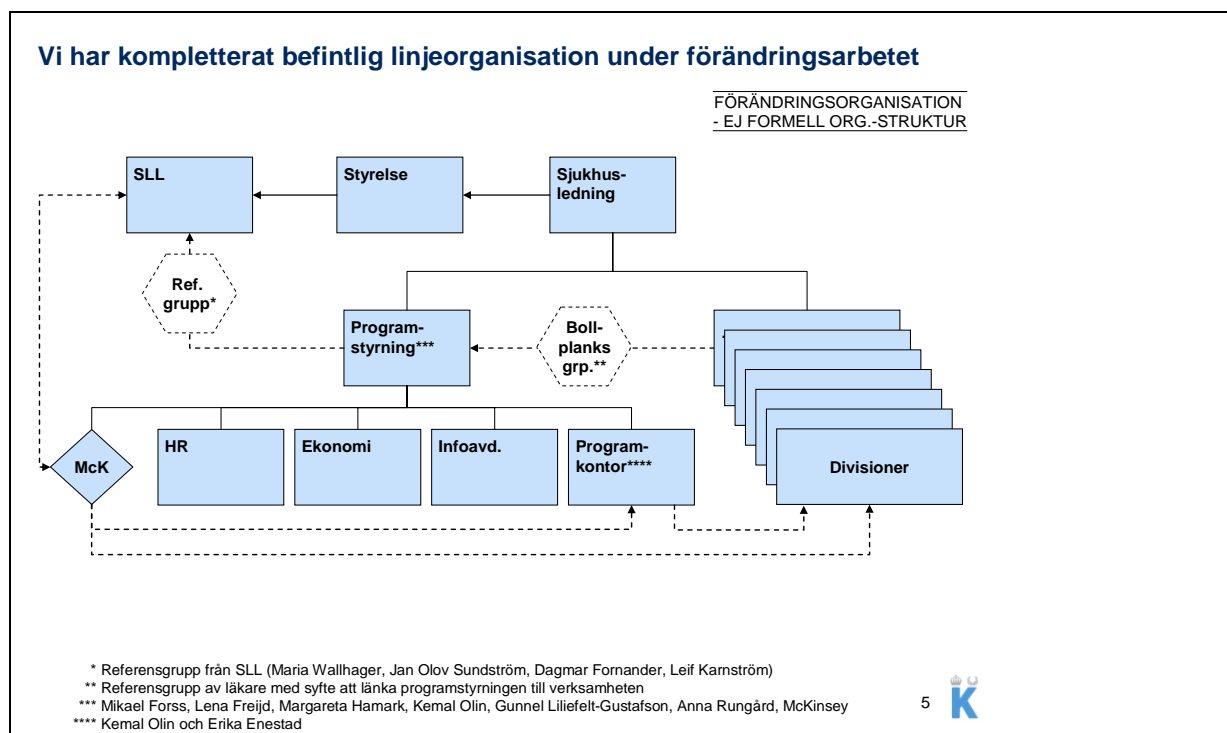 Vi har kompletterat befintlig linjeorganisation under förändringsarbetet
FÖRÄNDRINGSORGANISATION
- EJ FORMELL ORG.-STRUKTUR
SLL
Styrelse
Sjukhus-
ledning
Ref.
grupp*
Program-
styrning***
Boll-
planks
grp.**
McK
HR
Ekonomi
Infoavd.
Program-
kontor****
Divisioner
* Referensgrupp från SLL (Maria Wallhager, Jan Olov Sundström, Dagmar Fornander, Leif Karnström)
** Referensgrupp av läkare med syfte att länka programstyrningen till verksamheten
*** Mikael Forss, Lena Freijd, Margareta Hamark, Kemal Olin, Gunnel Liliefelt-Gustafson, Anna Rungård, McKinsey
**** Kemal Olin och Erika Enestad
5
K